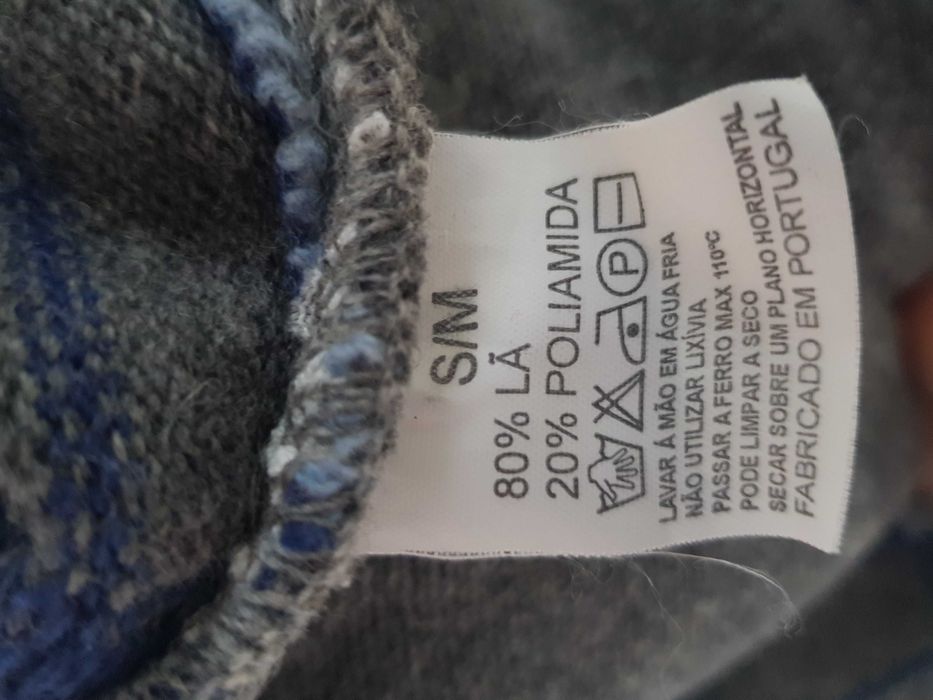 S/M
80% LÃ
20% POLIAMIDA
P
LAVAR Á MÃO EM ÁGUA FRIA
NÃO UTILIZAR LIXÍVIA
PASSAR A FERRO MAX 110°C
PODE LIMPAR A SECO
SECAR SOBRE UM PLANO HORIZONTAL
FABRICADO EM PORTUGAL